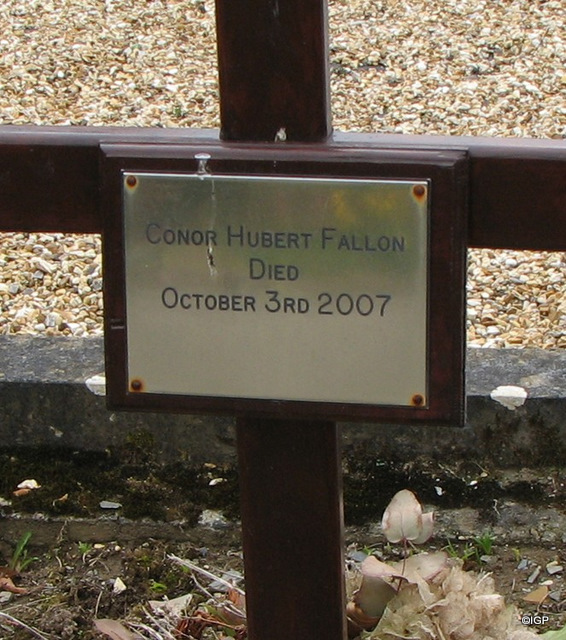 Conor Hubert Fallon
Died
October 3rd 2007
©IGP